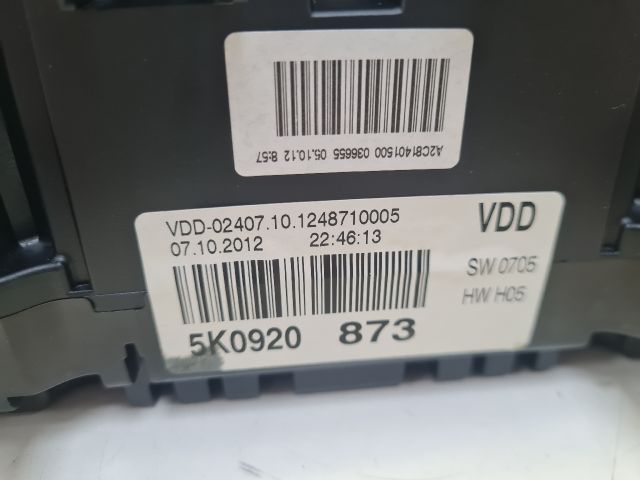 A2C81401500 036655 05.10.12 8:57
VDD-02407.10.1248710005
07.10.2012 22:46:13
VDD
SW 0705
HW H05
5K0920 873